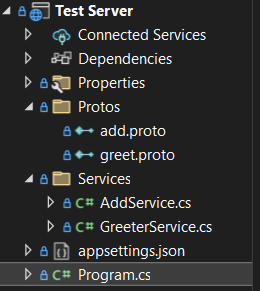 Test Server
Connected Services
Dependencies
Properties
Protos
add.proto
greet.proto
Services
C# AddService.cs
C# GreeterService.cs
appsettings.json
C# Program.cs